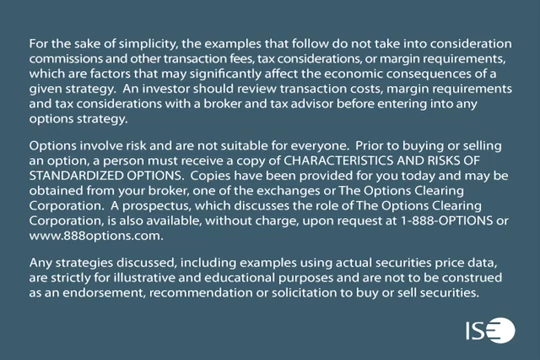 For the sake of simplicity, the examples that follow do not take into consideration
commissions and other transaction fees, tax considerations, or margin requirements,
which are factors that may significantly affect the economic consequences of a
given strategy.  An investor should review transaction costs, margin requirements
and tax considerations with a broker and tax advisor before entering into any
options strategy.
Options involve risk and are not suitable for everyone.  Prior to buying or selling
an option, a person must receive a copy of CHARACTERISTICS AND RISKS OF
STANDARDIZED OPTIONS.  Copies have been provided for you today and may be
obtained from your broker, one of the exchanges or The Options Clearing
Corporation.  A prospectus, which discusses the role of The Options Clearing
Corporation, is also available, without charge, upon request at 1-888-OPTIONS or
www.888options.com.
Any strategies discussed, including examples using actual securities price data,
are strictly for illustrative and educational purposes and are not to be construed
as an endorsement, recommendation or solicitation to buy or sell securities.
ISE